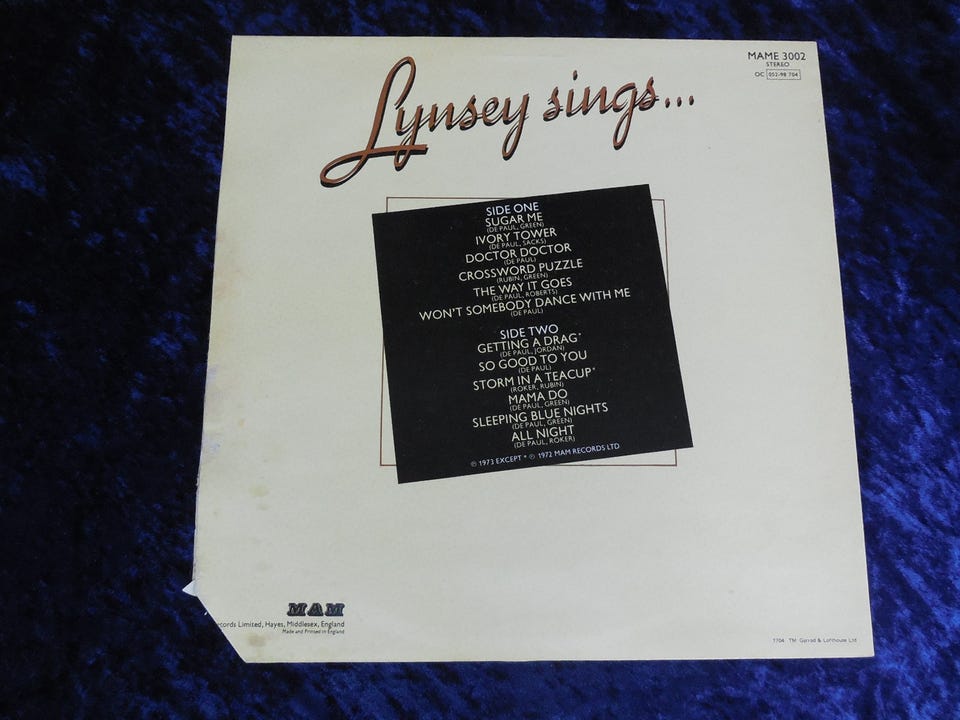 MAME 3002
STEREO
OC 052-98 704
Lynsey sings...
SIDE ONE
SUGAR ME
(DE PAUL, GREEN)
IVORY TOWER
(DE PAUL, SACKS)
DOCTOR DOCTOR
(DE PAUL)
CROSSWORD PUZZLE
(RUBIN, GREEN)
THE WAY IT GOES
(DE PAUL, ROBERTS)
WON'T SOMEBODY DANCE WITH ME
(DE PAUL)
SIDE TWO
GETTING A DRAG*
(DE PAUL, JORDAN)
SO GOOD TO YOU
(DE PAUL)
STORM IN A TEACUP*
(ROKER, RUBIN)
MAMA DO
(DE PAUL, GREEN)
SLEEPING BLUE NIGHTS
(DE PAUL, GREEN)
ALL NIGHT
(DE PAUL, ROKER)
℗ 1973 EXCEPT * ℗ 1972 MAM RECORDS LTD
MAM
ecords Limited, Hayes, Middlesex, England
Made and Printed in England
7704 TM Garrod & Lofthouse Ltd